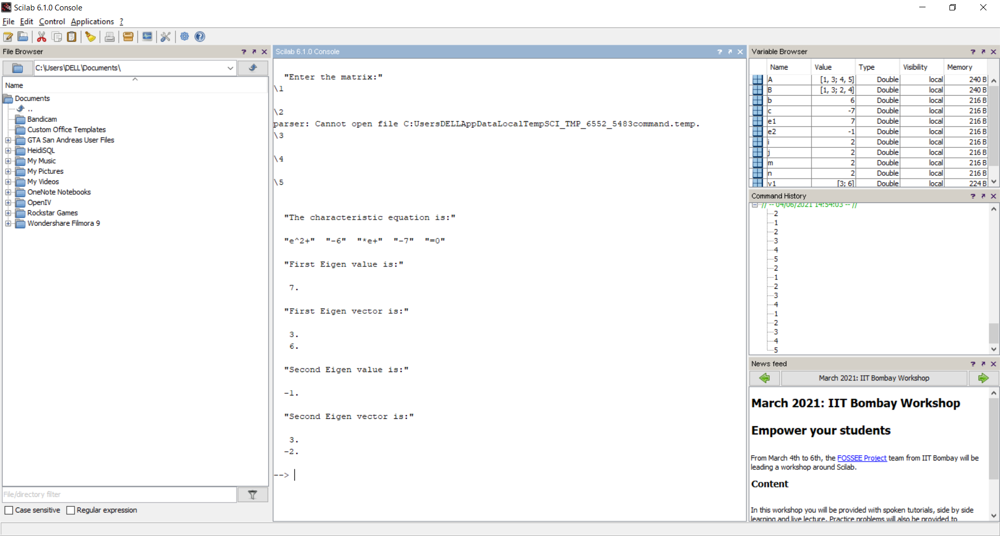 Scilab 6.1.0 Console
File Edit Control Applications ?
File Browser
C:\Users\DELL\Documents\
Name
Documents
..
Bandicam
Custom Office Templates
GTA San Andreas User Files
HeidiSQL
My Music
My Pictures
My Videos
OneNote Notebooks
OpenIV
Rockstar Games
Wondershare Filmora 9
File/directory filter
Case sensitive Regular expression
Scilab 6.1.0 Console
"Enter the matrix:"
\1
\2
parser: Cannot open file C:UsersDELLAppDataLocalTempSCI_TMP_6552_5483command.temp.
\3
\4
\5
"The characteristic equation is:"
"e^2+" "-6" "*e+" "-7" "=0"
"First Eigen value is:"
7.
"First Eigen vector is:"
3.
6.
"Second Eigen value is:"
-1.
"Second Eigen vector is:"
3.
-2.
-->
Variable Browser
Name Value Type Visibility Memory
A [1, 3; 4, 5] Double local 240 B
B [1, 3; 2, 4] Double local 240 B
b 6 Double local 216 B
c -7 Double local 216 B
e1 7 Double local 216 B
e2 -1 Double local 216 B
i 2 Double local 216 B
j 2 Double local 216 B
m 2 Double local 216 B
n 2 Double local 216 B
v1 [3; 6] Double local 224 B
Command History
// -- 04/06/2021 14:54:03 -- //
2
1
2
3
4
5
2
1
2
3
4
1
2
3
4
5
News feed
March 2021: IIT Bombay Workshop
March 2021: IIT Bombay Workshop
Empower your students
From March 4th to 6th, the FOSSEE Project team from IIT Bombay will be
leading a workshop around Scilab.
Content
In this workshop you will be provided with spoken tutorials, side by side
learning and live lecture. Practice problems will also be provided to